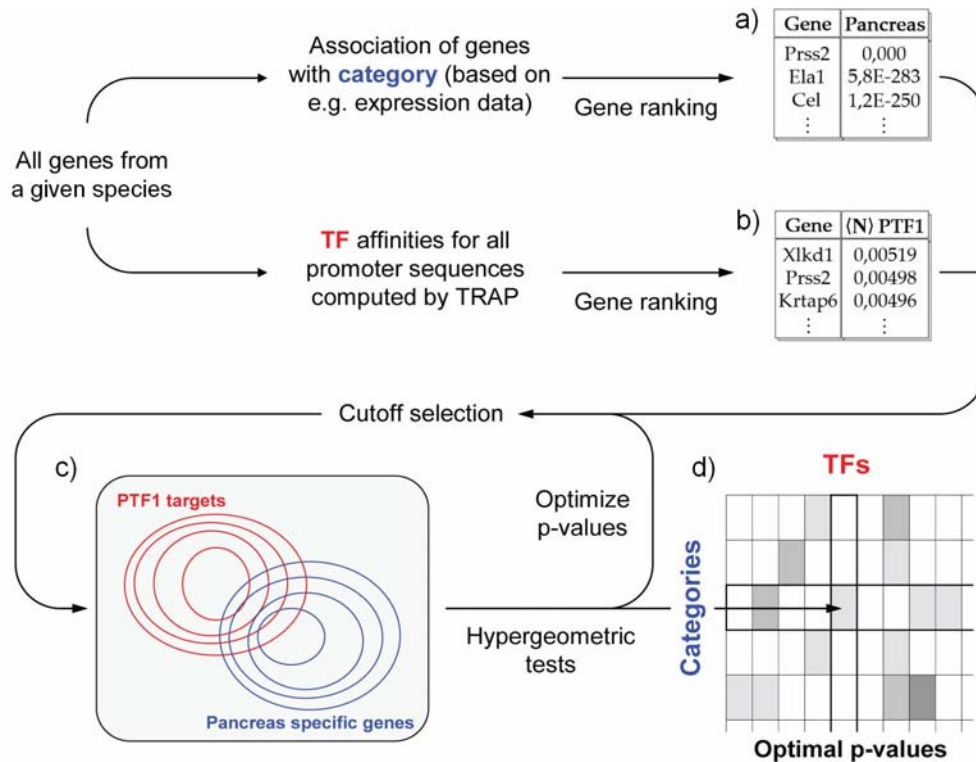 Association of genes
with category (based on
e.g. expression data)
Gene ranking
a)
Gene Pancreas
Prss2 0,000
Ela1 5,8E-283
Cel 1,2E-250
⋮ ⋮
All genes from
a given species
TF affinities for all
promoter sequences
computed by TRAP
Gene ranking
b)
Gene ⟨N⟩ PTF1
Xlkd1 0,00519
Prss2 0,00498
Krtap6 0,00496
⋮ ⋮
Cutoff selection
c)
PTF1 targets
Pancreas specific genes
Optimize
p-values
Hypergeometric
tests
d)
TFs
Categories
Optimal p-values